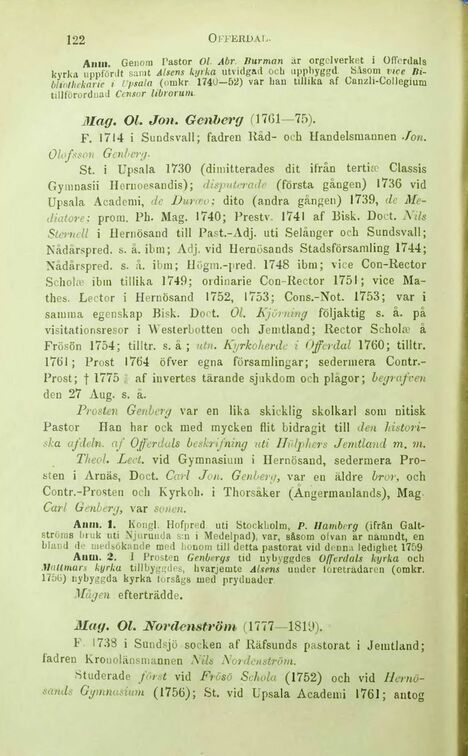 122 OFFERDAL.
Anm. Genom Pastor Ol. Abr. Burman är orgelverket i Offerdals
kyrka uppfördt samt Alsens kyrka utvidgad och uppbyggd. Såsom vice Bi-
bliothekarie i Upsala (omkr 1740—52) var han tillika af Canzli-Collegium
tillförordnad Censor librorum.
Mag. Ol. Jon. Genberg (1761—75).
F. 1714 i Sundsvall; fadren Råd- och Handelsmannen Jon.
Olofsson Genberg.
St. i Upsala 1730 (dimitterades dit ifrån tertiæ Classis
Gymnasii Hernoesandis); disputerade (första gången) 1736 vid
Upsala Academi, de Duroo; dito (andra gången) 1739, de Me-
diatore; prom. Ph. Mag. 1740; Prestv. 1741 af Bisk. Doct. Nils
Sternell i Hernösand till Past.-Adj. uti Selånger och Sundsvall;
Nådårspred. s. å. ibm; Adj. vid Hernösands Stadsförsamling 1744;
Nådårspred. s. å. ibm; Högm.-pred. 1748 ibm; vice Con-Rector
Scholæ ibm tillika 1749; ordinarie Con-Rector 1751; vice Ma-
thes. Lector i Hernösand 1752, 1753; Cons.-Not. 1753; var i
samma egenskap Bisk. Doct. Ol. Kjörning följaktig s. å. på
visitationsresor i Westerbotten och Jemtland; Rector Scholæ å
Frösön 1754; tilltr. s. å; utn. Kyrkoherde i Offerdal 1760; tilltr.
1761; Prost 1764 öfver egna församlingar; sedermera Contr.-
Prost; † 1775 af invertes tärande sjukdom och plågor; begrafven
den 27 Aug. s. å.
Prosten Genberg var en lika skicklig skolkarl som nitisk
Pastor Han har ock med mycken flit bidragit till den histori-
ska afdeln. af Offerdals beskrifning uti Hülphers Jemtland m. m.
Theol. Lect. vid Gymnasium i Hernösand, sedermera Pro-
sten i Arnäs, Doct. Carl Jon. Genberg, var en äldre bror, och
Contr.-Prosten och Kyrkoh. i Thorsåker (Ångermanlands), Mag
Carl Genberg, var sonen.
Anm. 1. Kongl. Hofpred. uti Stockholm, P. Hamberg (ifrån Galt-
ströms bruk uti Njurunda s:n i Medelpad), var, såsom ofvan är nämndt, en
bland de medsökande med honom till detta pastorat vid denna ledighet 1759
Anm. 2. I Prosten Genbergs tid nybyggdes Offerdals kyrka och
Mattmars kyrka tillbyggdes, hvarjemte Alsens under företrädaren (omkr.
1756) nybyggda kyrka försågs med prydnader
Mågen efterträdde.
Mag. Ol. Nordenström (1777—1819).
F. 1738 i Sundsjö socken af Räfsunds pastorat i Jemtland;
fadren Kronolänsmannen Nils Nordenström.
Studerade först vid Frösö Schola (1752) och vid Hernö-
sands Gymnasium (1756); St. vid Upsala Academi 1761; antog